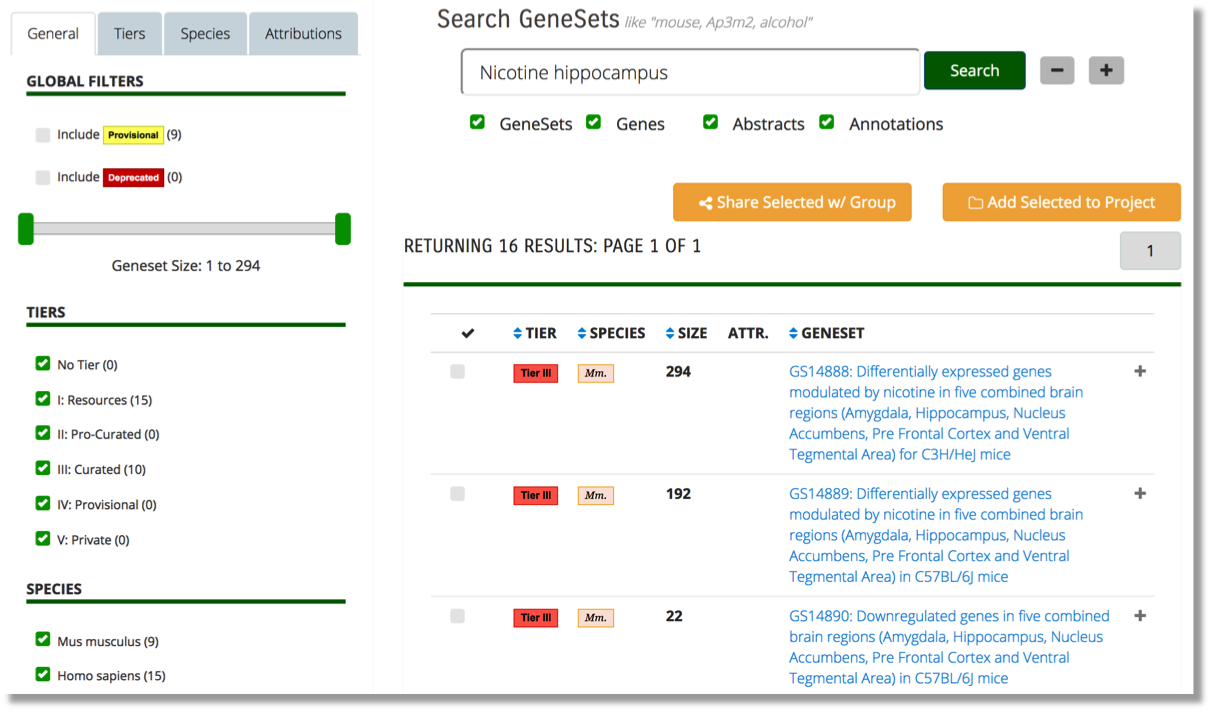 General
Tiers
Species
Attributions
GLOBAL FILTERS
Include Provisional (9)
Include Deprecated (0)
Geneset Size: 1 to 294
TIERS
No Tier (0)
I: Resources (15)
II: Pro-Curated (0)
III: Curated (10)
IV: Provisional (0)
V: Private (0)
SPECIES
Mus musculus (9)
Homo sapiens (15)
Search GeneSets like "mouse, Ap3m2, alcohol"
Nicotine hippocampus
Search
GeneSets
Genes
Abstracts
Annotations
Share Selected w/ Group
Add Selected to Project
RETURNING 16 RESULTS: PAGE 1 OF 1
1
TIER SPECIES SIZE ATTR. GENESET
Tier III Mm. 294
GS14888: Differentially expressed genes
modulated by nicotine in five combined brain
regions (Amygdala, Hippocampus, Nucleus
Accumbens, Pre Frontal Cortex and Ventral
Tegmental Area) for C3H/HeJ mice
Tier III Mm. 192
GS14889: Differentially expressed genes
modulated by nicotine in five combined brain
regions (Amygdala, Hippocampus, Nucleus
Accumbens, Pre Frontal Cortex and Ventral
Tegmental Area) in C57BL/6J mice
Tier III Mm. 22
GS14890: Downregulated genes in five combined
brain regions (Amygdala, Hippocampus, Nucleus
Accumbens, Pre Frontal Cortex and Ventral
Tegmental Area) in C57BL/6J mice